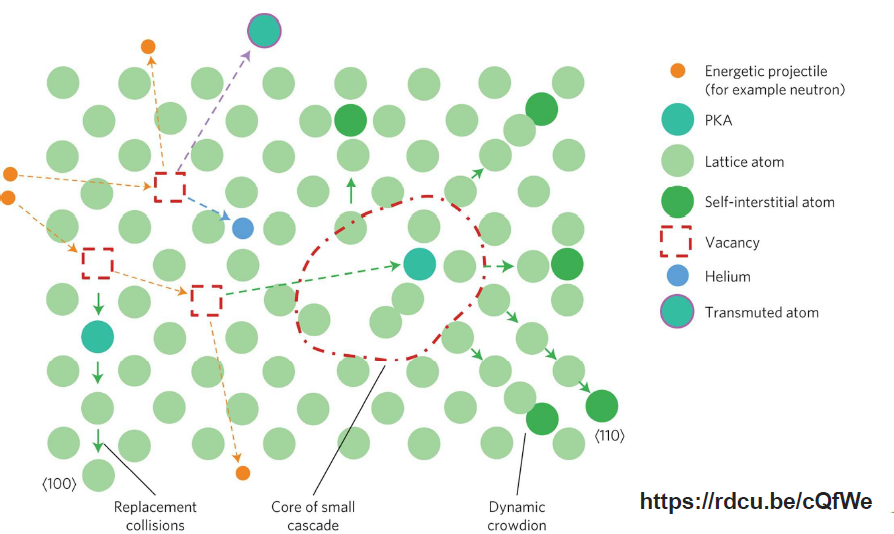 Energetic projectile
(for example neutron)
PKA
Lattice atom
Self-interstitial atom
Vacancy
Helium
Transmuted atom
⟨110⟩
⟨100⟩
Replacement
collisions
Core of small
cascade
Dynamic
crowdion
https://rdcu.be/cQfWe